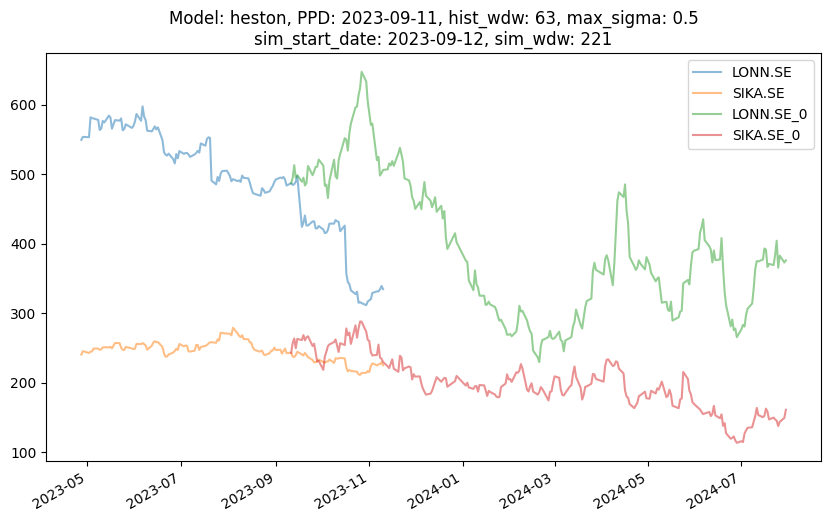 Model: heston, PPD: 2023-09-11, hist_wdw: 63, max_sigma: 0.5
sim_start_date: 2023-09-12, sim_wdw: 221
LONN.SE
SIKA.SE
LONN.SE_0
SIKA.SE_0
600
500
400
300
200
100
2023-05
2023-07
2023-09
2023-11
2024-01
2024-03
2024-05
2024-07